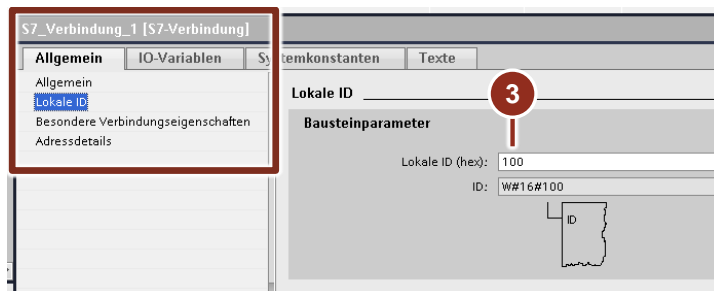 S7_Verbindung_1 [S7-Verbindung]
Allgemein IO-Variablen Systemkonstanten Texte
Allgemein
Lokale ID
Besondere Verbindungseigenschaften
Adressdetails
Lokale ID
3
Bausteinparameter
Lokale ID (hex): 100
ID: W#16#100
ID